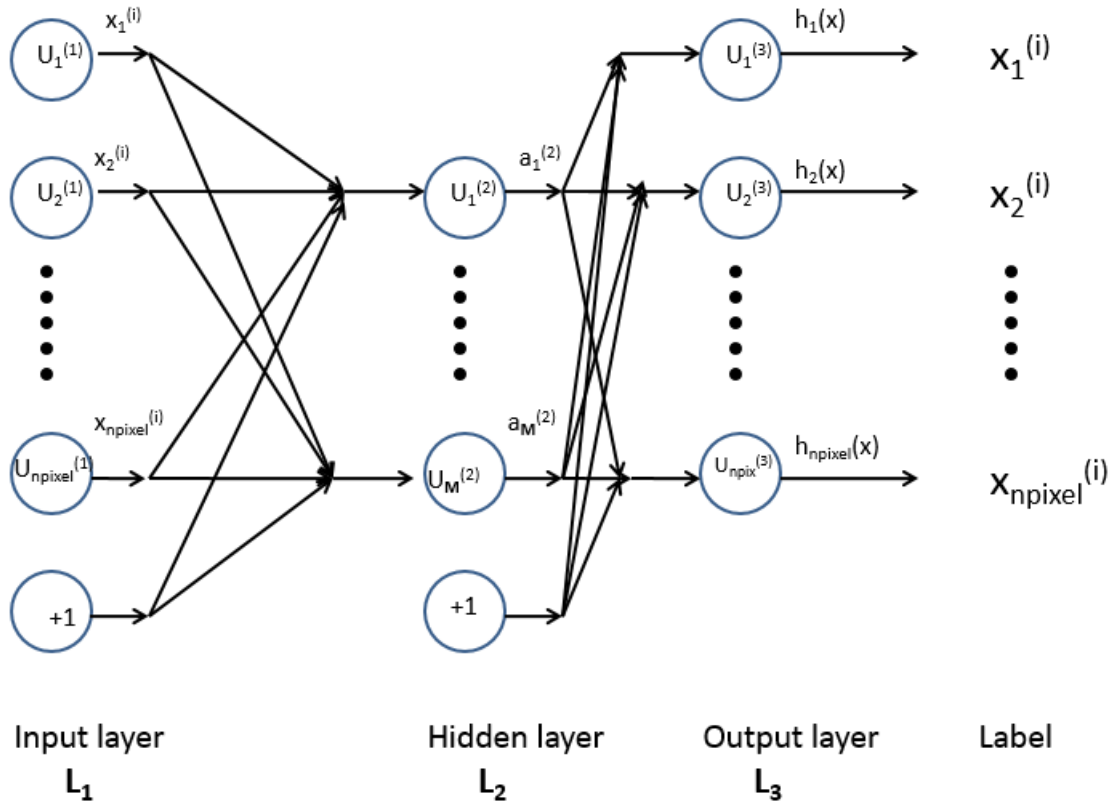 x₁⁽ⁱ⁾ h₁(x)
U₁⁽¹⁾ U₁⁽³⁾ x₁⁽ⁱ⁾
x₂⁽ⁱ⁾ a₁⁽²⁾ h₂(x)
U₂⁽¹⁾ U₁⁽²⁾ U₂⁽³⁾ x₂⁽ⁱ⁾
xnpixel⁽ⁱ⁾ aM⁽²⁾ hnpixel(x)
Unpixel⁽¹⁾ UM⁽²⁾ Unpix⁽³⁾ xnpixel⁽ⁱ⁾
+1 +1
Input layer Hidden layer Output layer Label
L₁ L₂ L₃